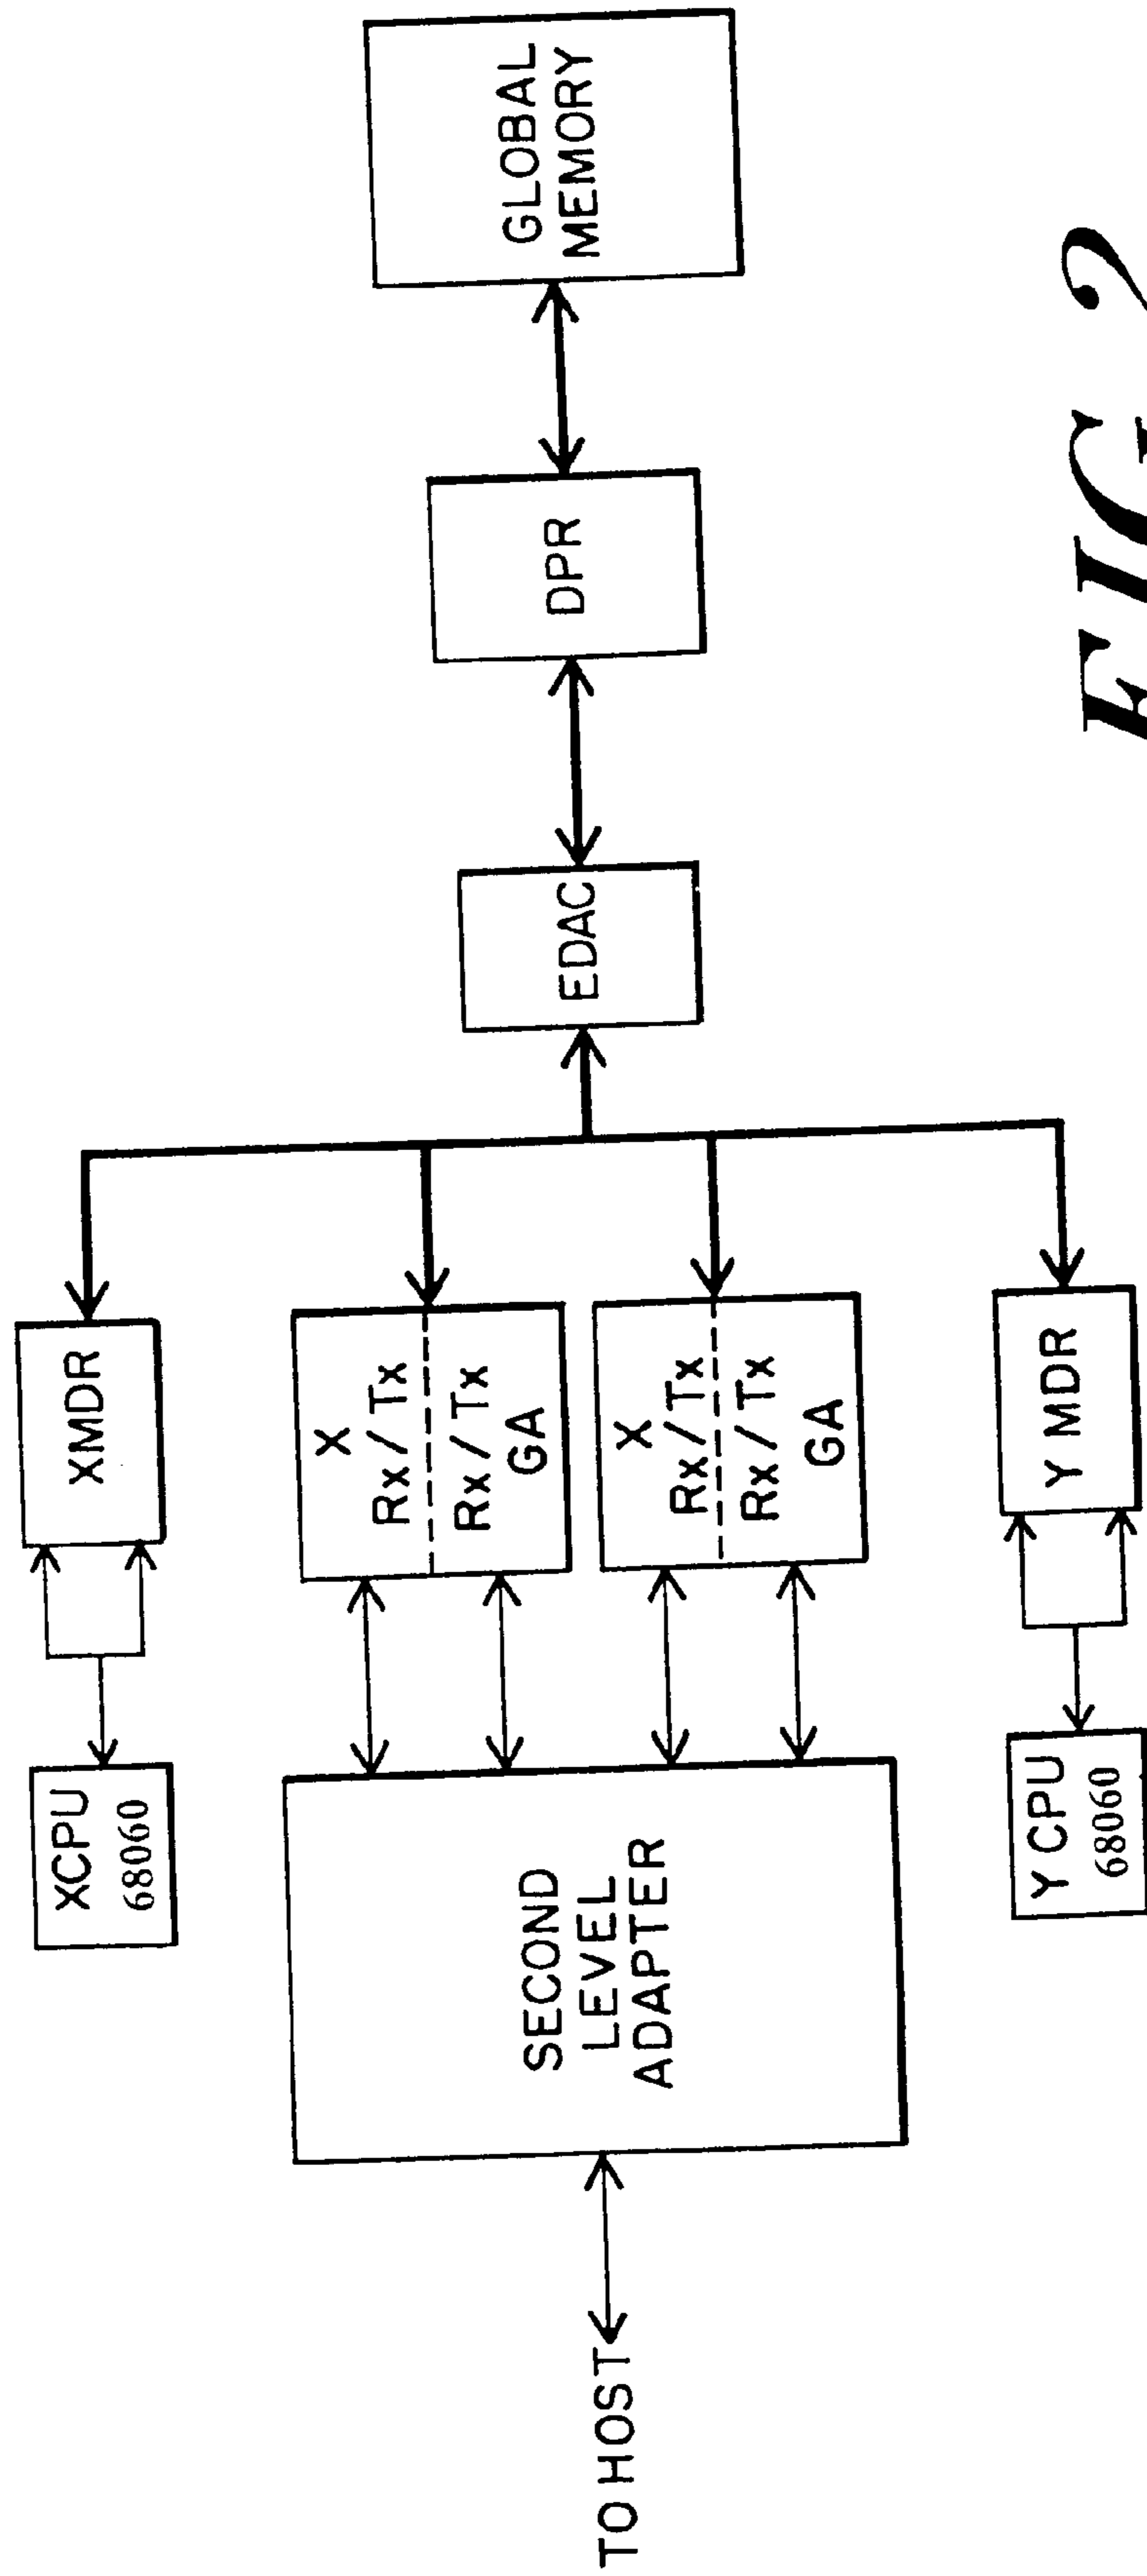 XCPU
68060
XMDR
X
Rx/Tx
Rx/Tx
GA
TO HOST
SECOND
LEVEL
ADAPTER
EDAC
DPR
GLOBAL
MEMORY
X
Rx/Tx
Rx/Tx
GA
Y CPU
68060
Y MDR
FIG 2